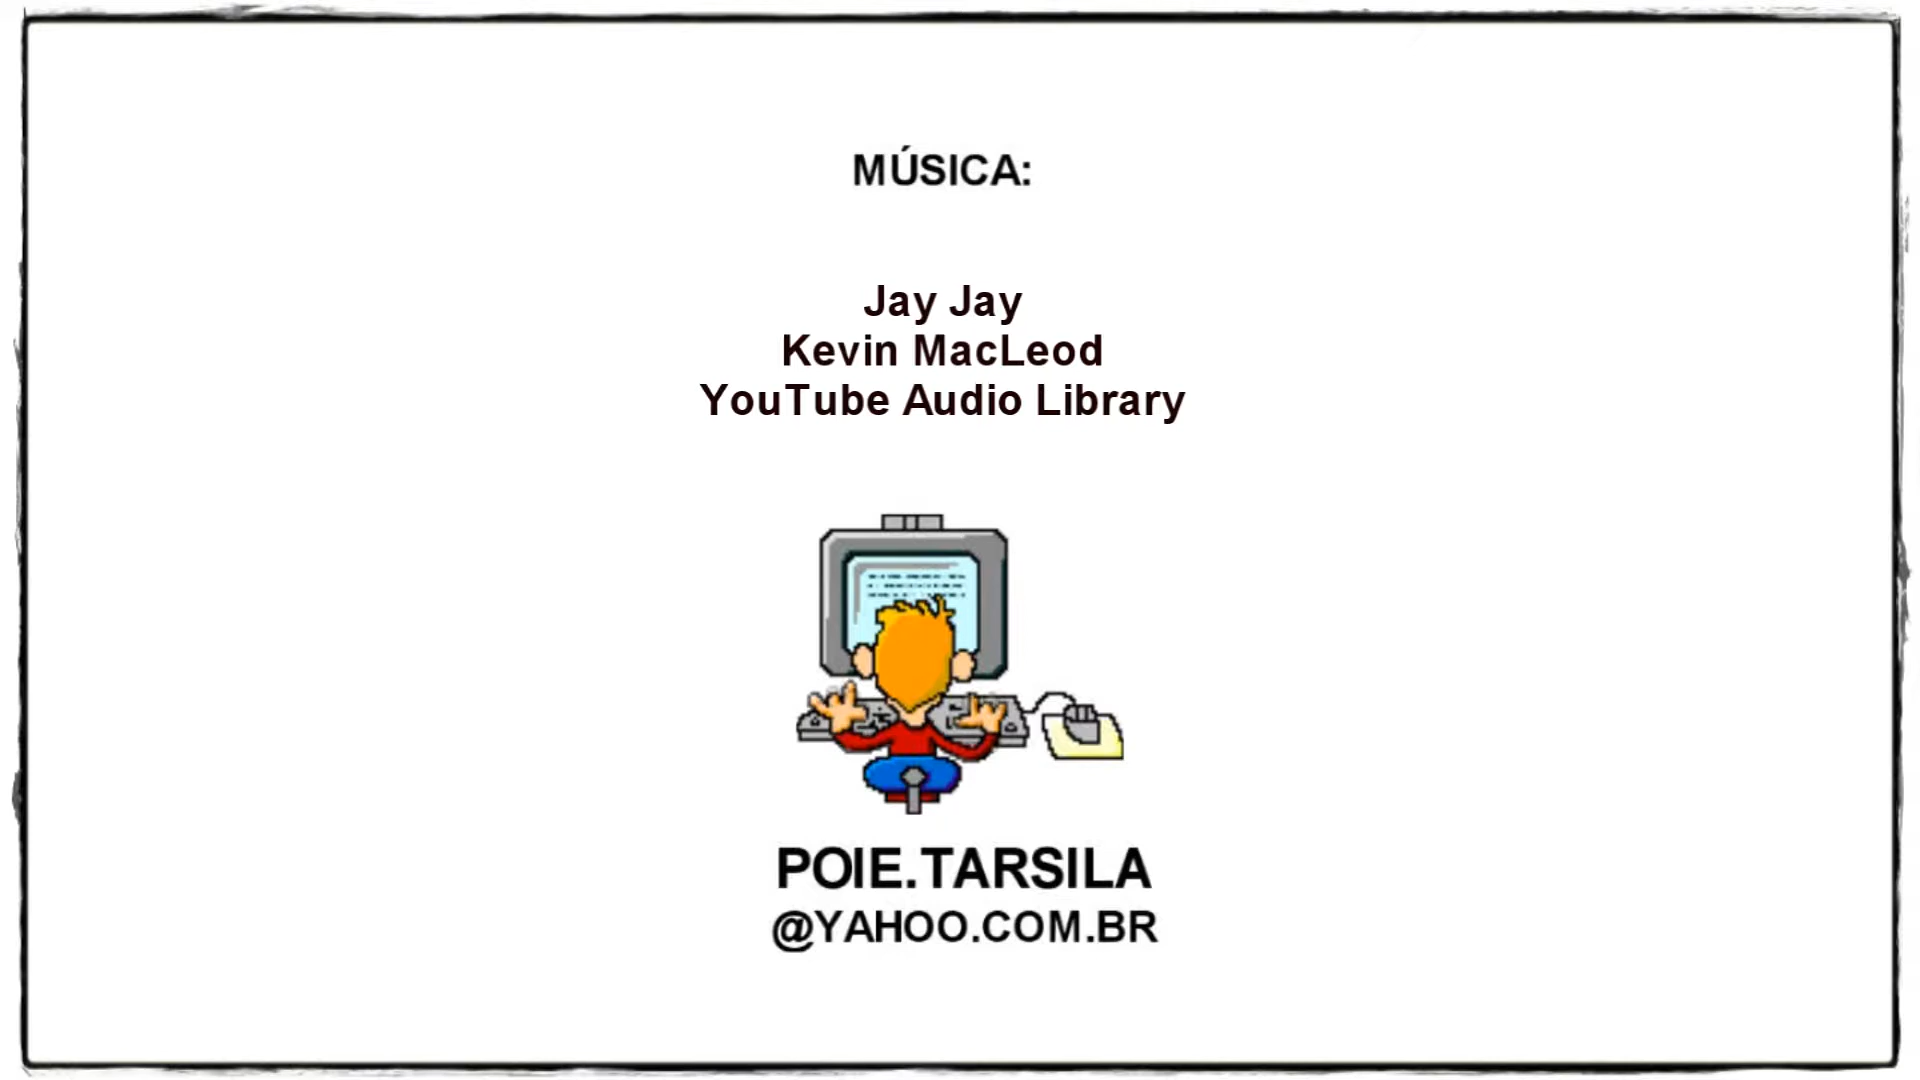 MÚSICA:
Jay Jay
Kevin MacLeod
YouTube Audio Library
POIE.TARSILA
@YAHOO.COM.BR